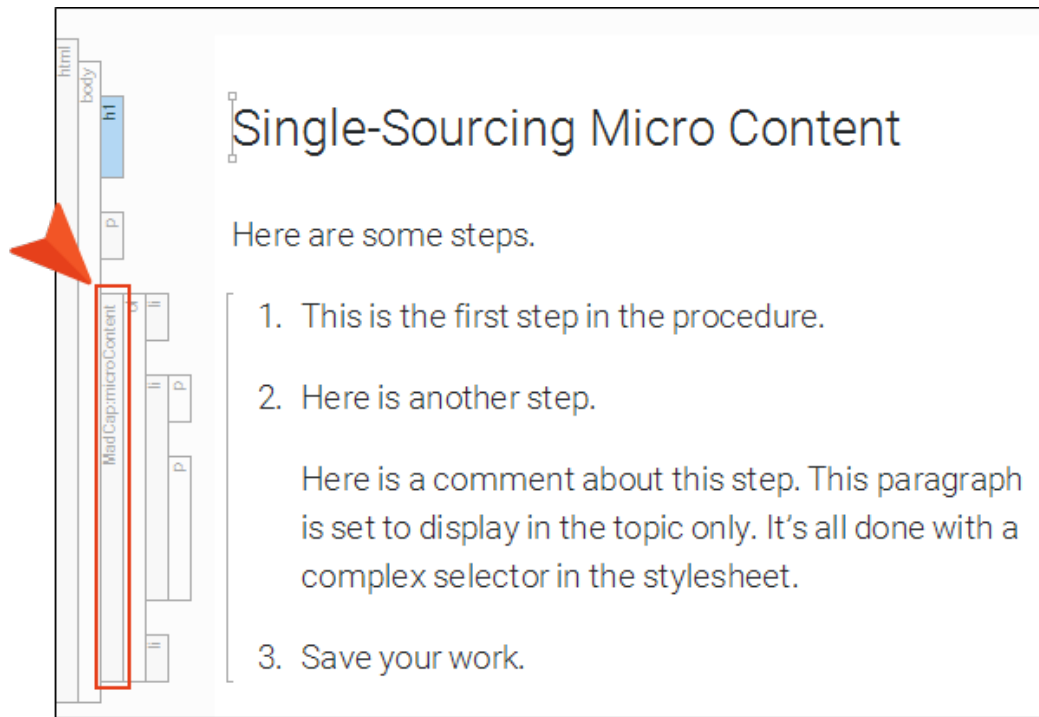 html
body
h1
Single-Sourcing Micro Content
p
Here are some steps.
MadCap:microContent
ol
li
1. This is the first step in the procedure.
li
p
2. Here is another step.
p
Here is a comment about this step. This paragraph
is set to display in the topic only. It’s all done with a
complex selector in the stylesheet.
li
3. Save your work.